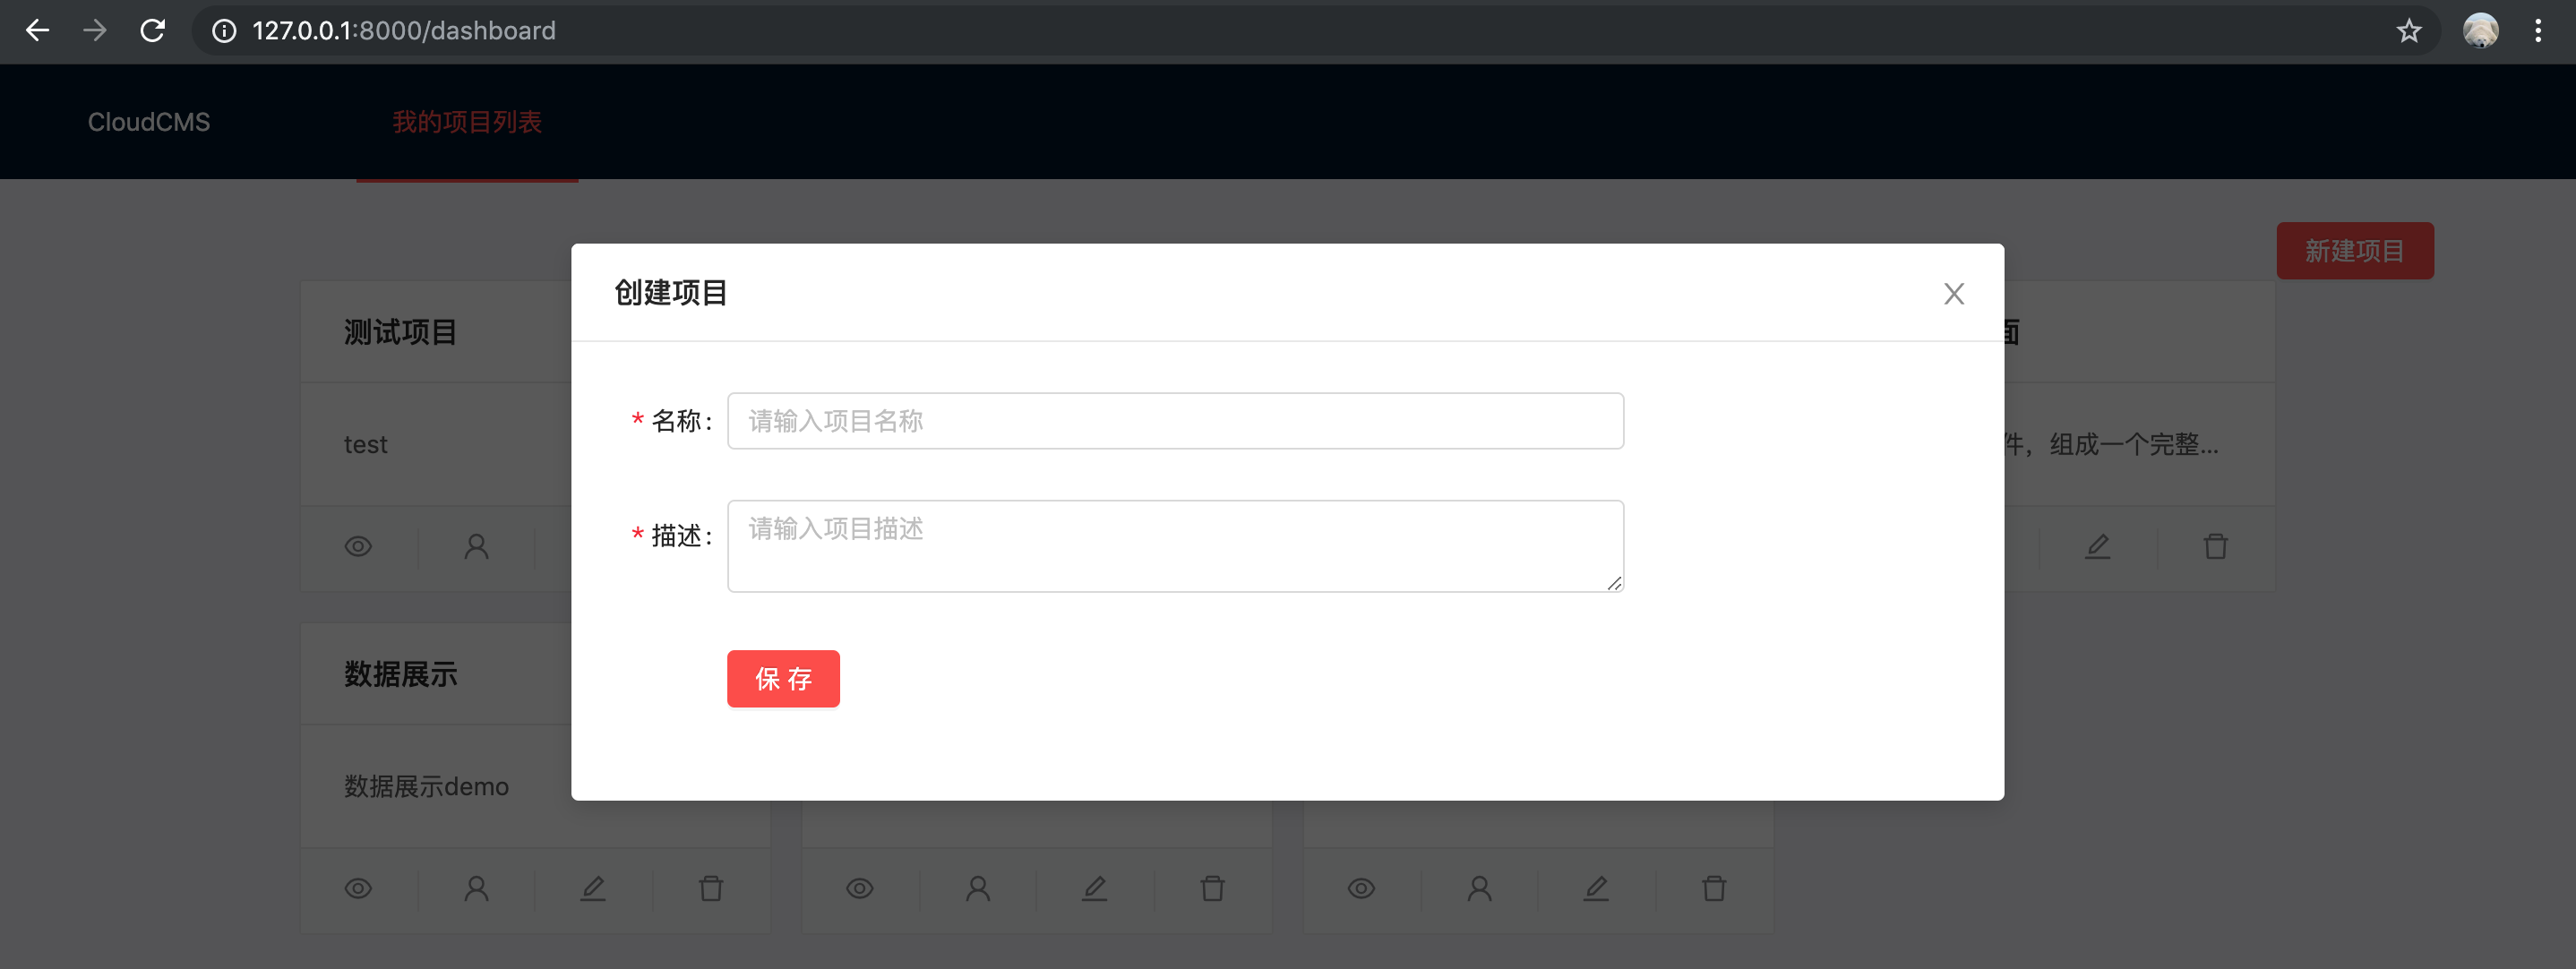 127.0.0.1:8000/dashboard
CloudCMS
我的项目列表
新建项目
创建项目
* 名称:
请输入项目名称
* 描述:
请输入项目描述
保 存
测试项目
test
面
件，组成一个完整...
数据展示
数据展示demo